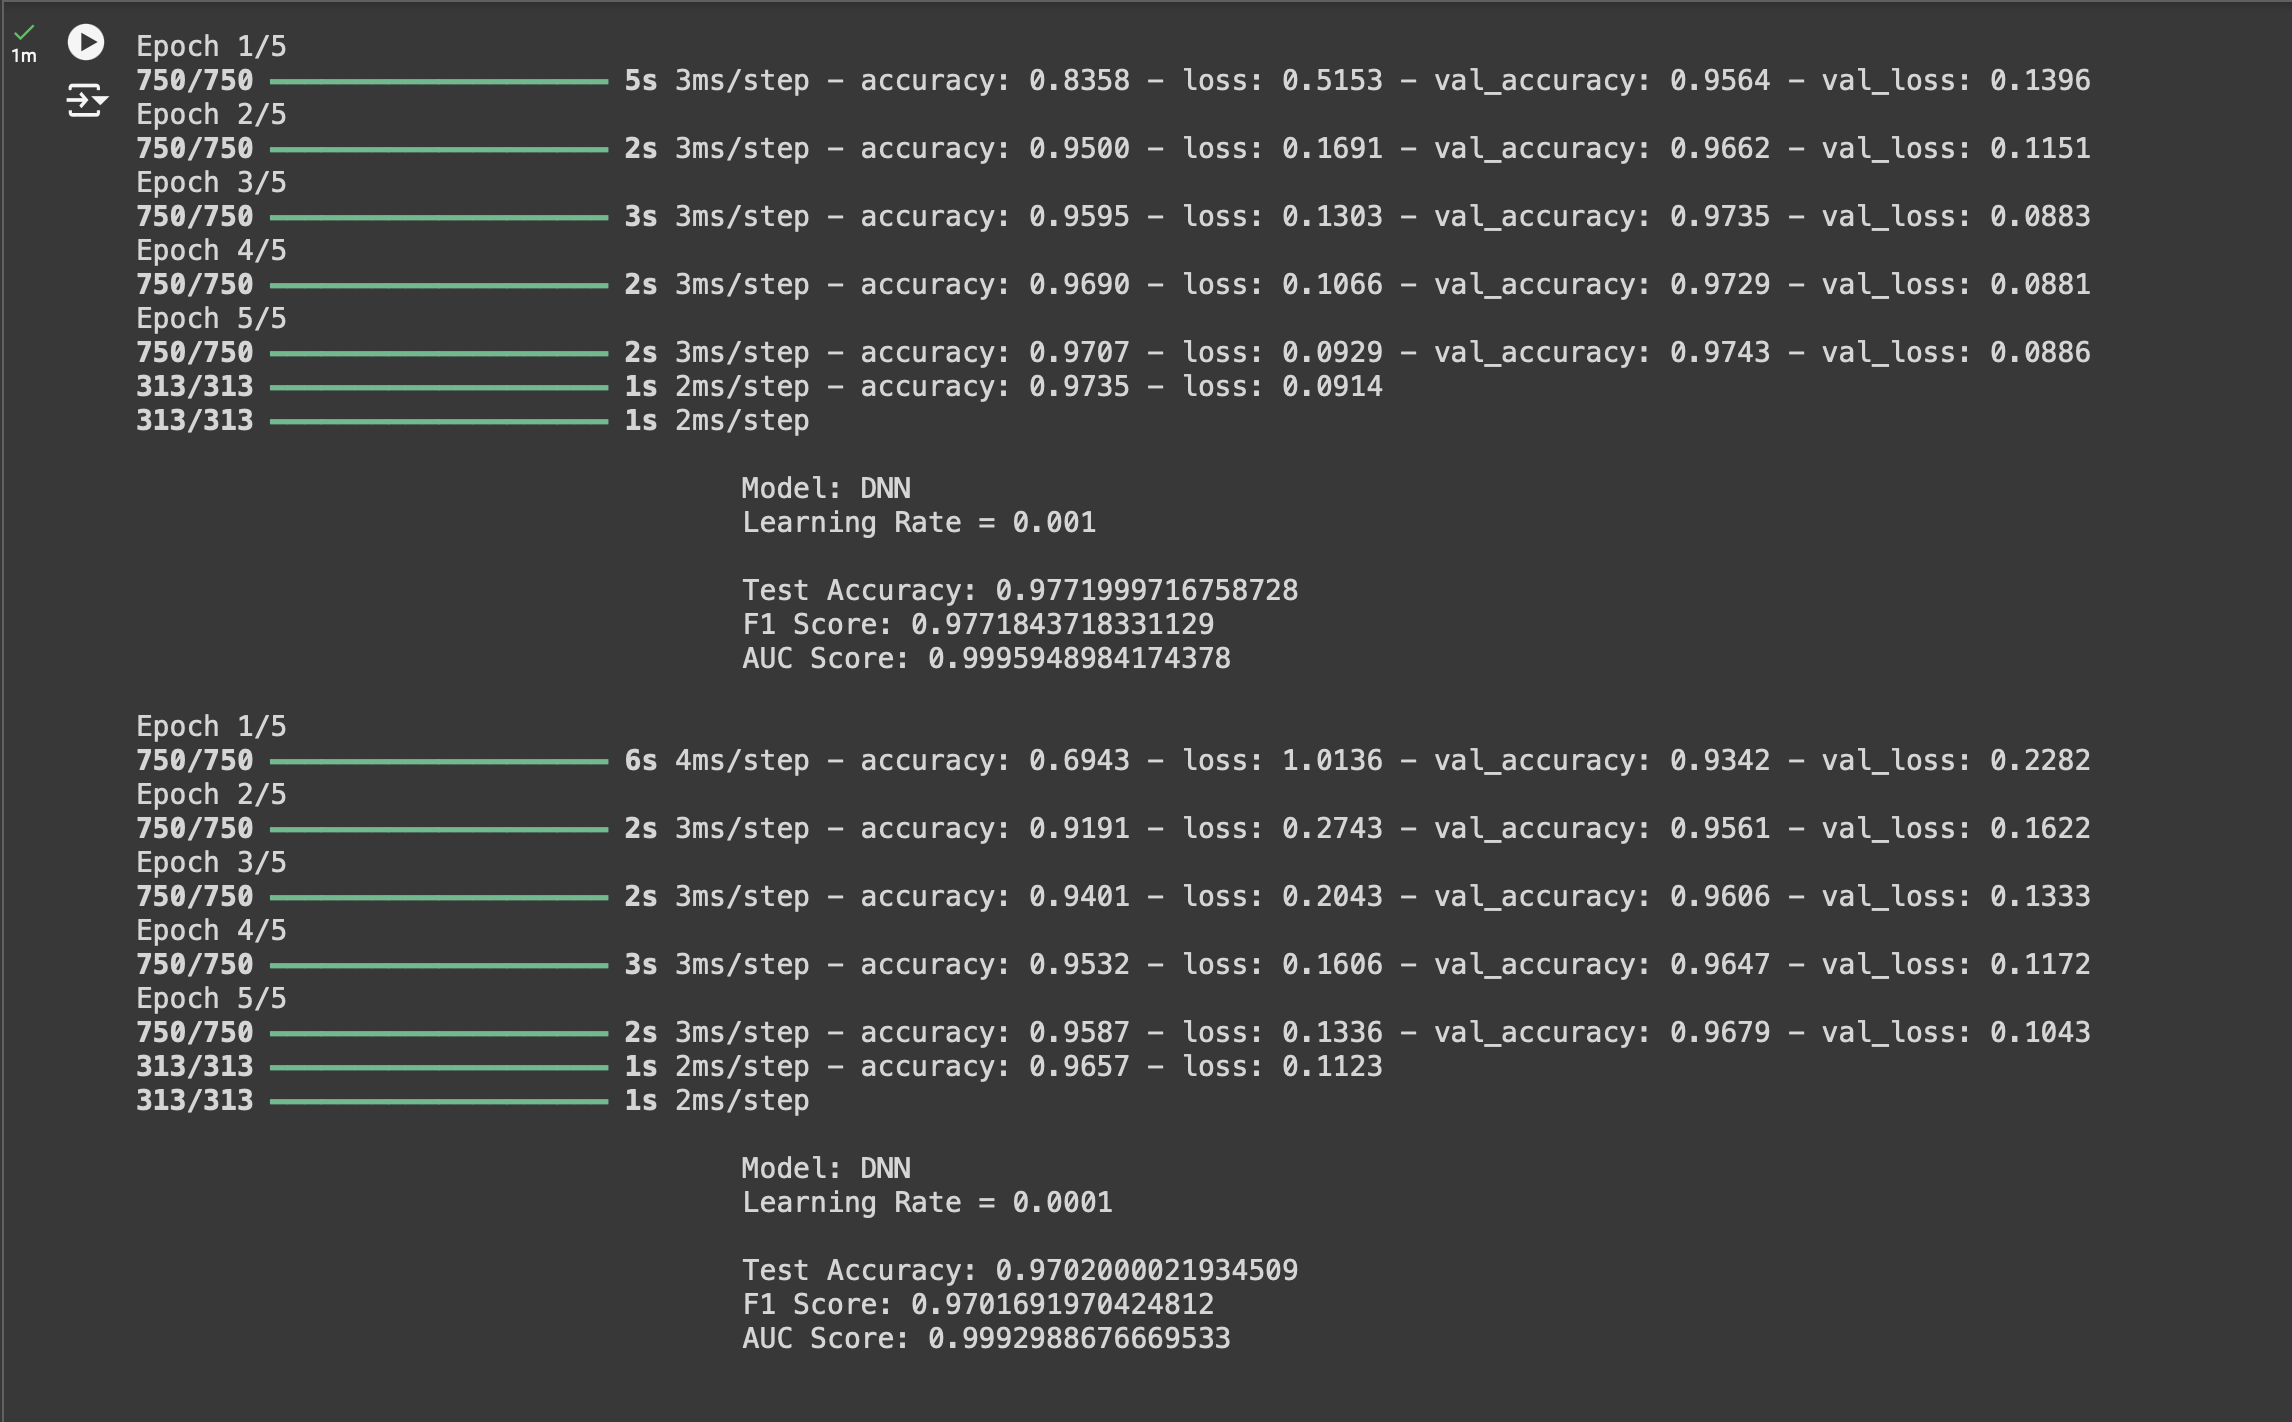 1m
Epoch 1/5
750/750 ━━━━━━━━━━━━━━━━━━━━ 5s 3ms/step - accuracy: 0.8358 - loss: 0.5153 - val_accuracy: 0.9564 - val_loss: 0.1396
Epoch 2/5
750/750 ━━━━━━━━━━━━━━━━━━━━ 2s 3ms/step - accuracy: 0.9500 - loss: 0.1691 - val_accuracy: 0.9662 - val_loss: 0.1151
Epoch 3/5
750/750 ━━━━━━━━━━━━━━━━━━━━ 3s 3ms/step - accuracy: 0.9595 - loss: 0.1303 - val_accuracy: 0.9735 - val_loss: 0.0883
Epoch 4/5
750/750 ━━━━━━━━━━━━━━━━━━━━ 2s 3ms/step - accuracy: 0.9690 - loss: 0.1066 - val_accuracy: 0.9729 - val_loss: 0.0881
Epoch 5/5
750/750 ━━━━━━━━━━━━━━━━━━━━ 2s 3ms/step - accuracy: 0.9707 - loss: 0.0929 - val_accuracy: 0.9743 - val_loss: 0.0886
313/313 ━━━━━━━━━━━━━━━━━━━━ 1s 2ms/step - accuracy: 0.9735 - loss: 0.0914
313/313 ━━━━━━━━━━━━━━━━━━━━ 1s 2ms/step
Model: DNN
Learning Rate = 0.001
Test Accuracy: 0.9771999716758728
F1 Score: 0.9771843718331129
AUC Score: 0.9995948984174378
Epoch 1/5
750/750 ━━━━━━━━━━━━━━━━━━━━ 6s 4ms/step - accuracy: 0.6943 - loss: 1.0136 - val_accuracy: 0.9342 - val_loss: 0.2282
Epoch 2/5
750/750 ━━━━━━━━━━━━━━━━━━━━ 2s 3ms/step - accuracy: 0.9191 - loss: 0.2743 - val_accuracy: 0.9561 - val_loss: 0.1622
Epoch 3/5
750/750 ━━━━━━━━━━━━━━━━━━━━ 2s 3ms/step - accuracy: 0.9401 - loss: 0.2043 - val_accuracy: 0.9606 - val_loss: 0.1333
Epoch 4/5
750/750 ━━━━━━━━━━━━━━━━━━━━ 3s 3ms/step - accuracy: 0.9532 - loss: 0.1606 - val_accuracy: 0.9647 - val_loss: 0.1172
Epoch 5/5
750/750 ━━━━━━━━━━━━━━━━━━━━ 2s 3ms/step - accuracy: 0.9587 - loss: 0.1336 - val_accuracy: 0.9679 - val_loss: 0.1043
313/313 ━━━━━━━━━━━━━━━━━━━━ 1s 2ms/step - accuracy: 0.9657 - loss: 0.1123
313/313 ━━━━━━━━━━━━━━━━━━━━ 1s 2ms/step
Model: DNN
Learning Rate = 0.0001
Test Accuracy: 0.9702000021934509
F1 Score: 0.9701691970424812
AUC Score: 0.9992988676669533